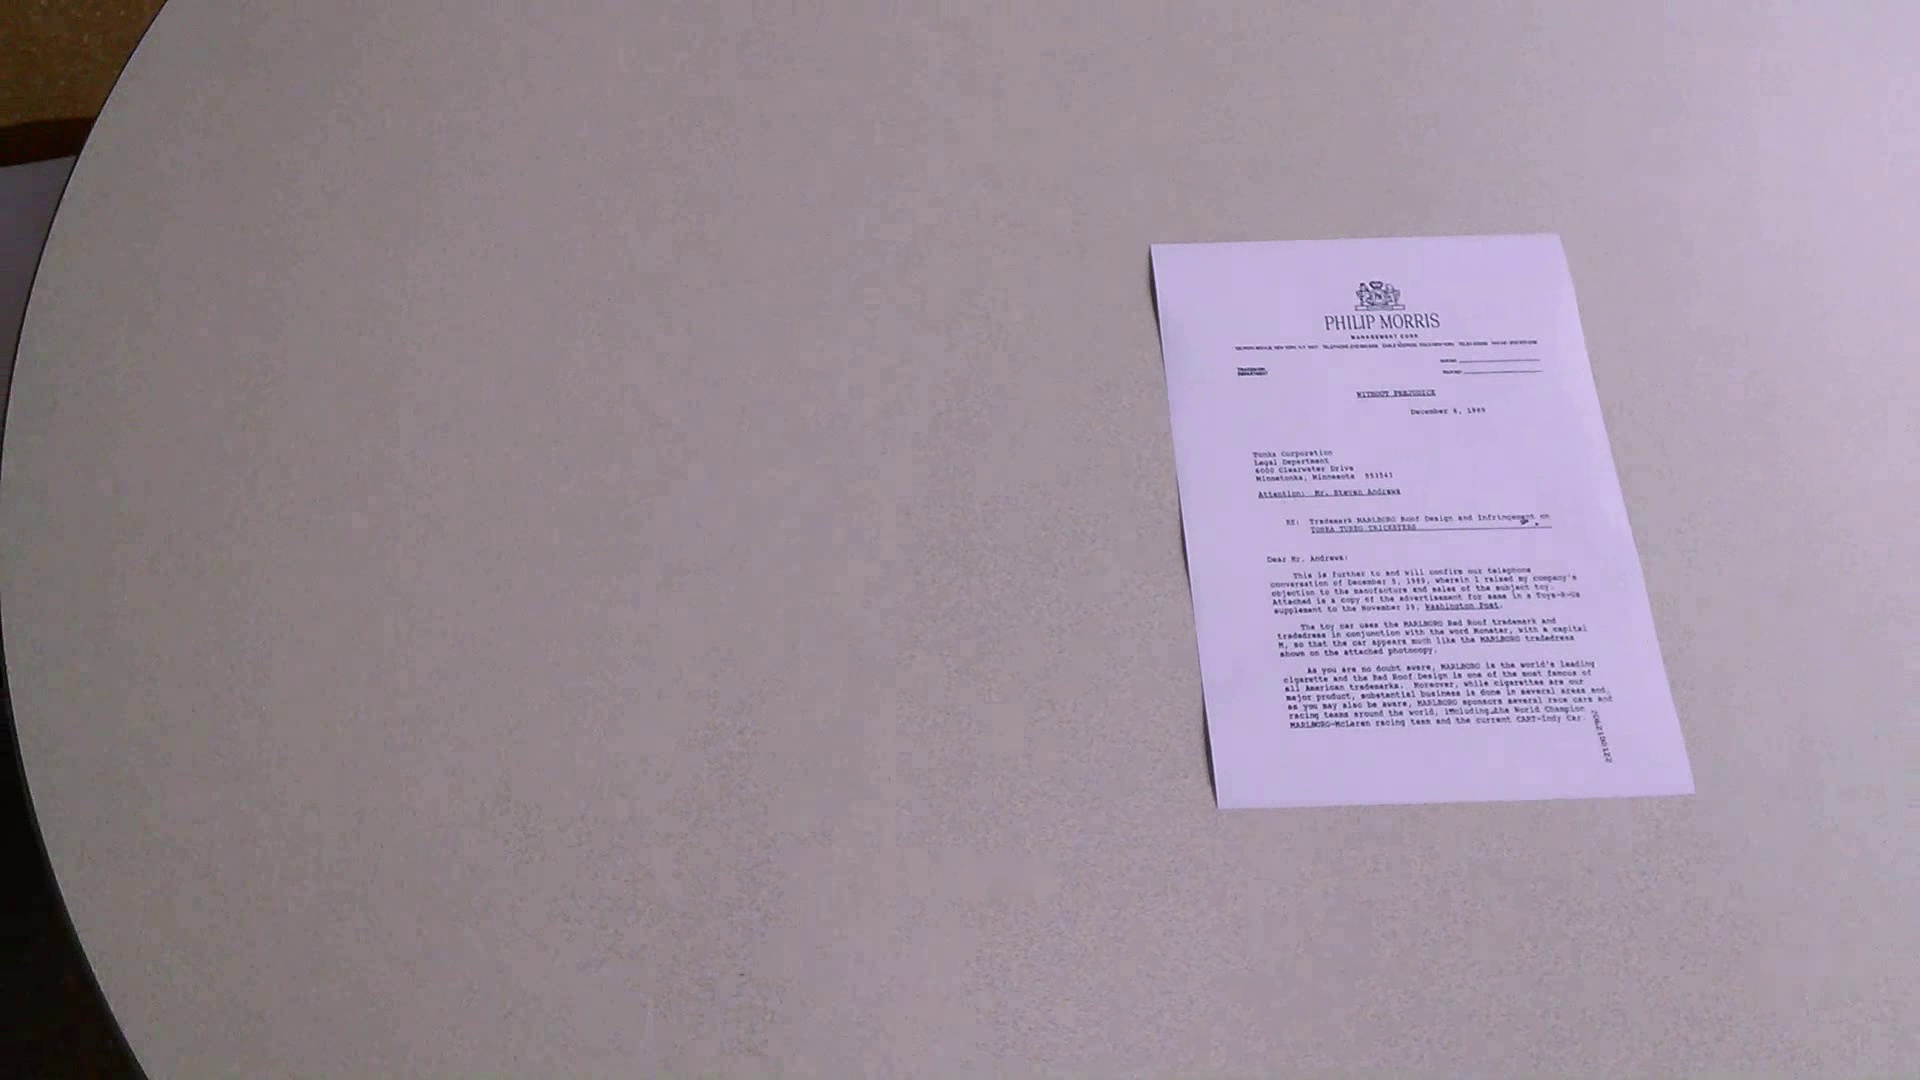 PHILIP MORRIS
MANAGEMENT CORP.
TRADEMARK
DEPARTMENT
WITHOUT PREJUDICE
December 6, 1989
Tonka Corporation
Legal Department
6000 Clearwater Drive
Minnetonka, Minnesota 553543
Attention: Mr. Steven Andrews
RE: Trademark MARLBORO Roof Design and Infringement on
TONKA TURBO TRICKSTERS
Dear Mr. Andrews:
This is further to and will confirm our telephone
conversation of December 5, 1989, wherein I raised my company's
objection to the manufacture and sales of the subject toy.
Attached is a copy of the advertisement for same in a Toys-R-Us
supplement to the November 19, Washington Post.
The toy car uses the MARLBORO Red Roof trademark and
tradedress in conjunction with the word Monster, with a capital
M, so that the car appears much like the MARLBORO tradedress
shown on the attached photocopy.
As you are no doubt aware, MARLBORO is the world's leading
cigarette and the Red Roof Design is one of the most famous of
all American trademarks. Moreover, while cigarettes are our
major product, substantial business is done in several areas and,
as you may also be aware, MARLBORO sponsors several race cars and
racing teams around the world, including the World Champion
MARLBORO-McLaren racing team and the current CART-Indy Car.
2062150122